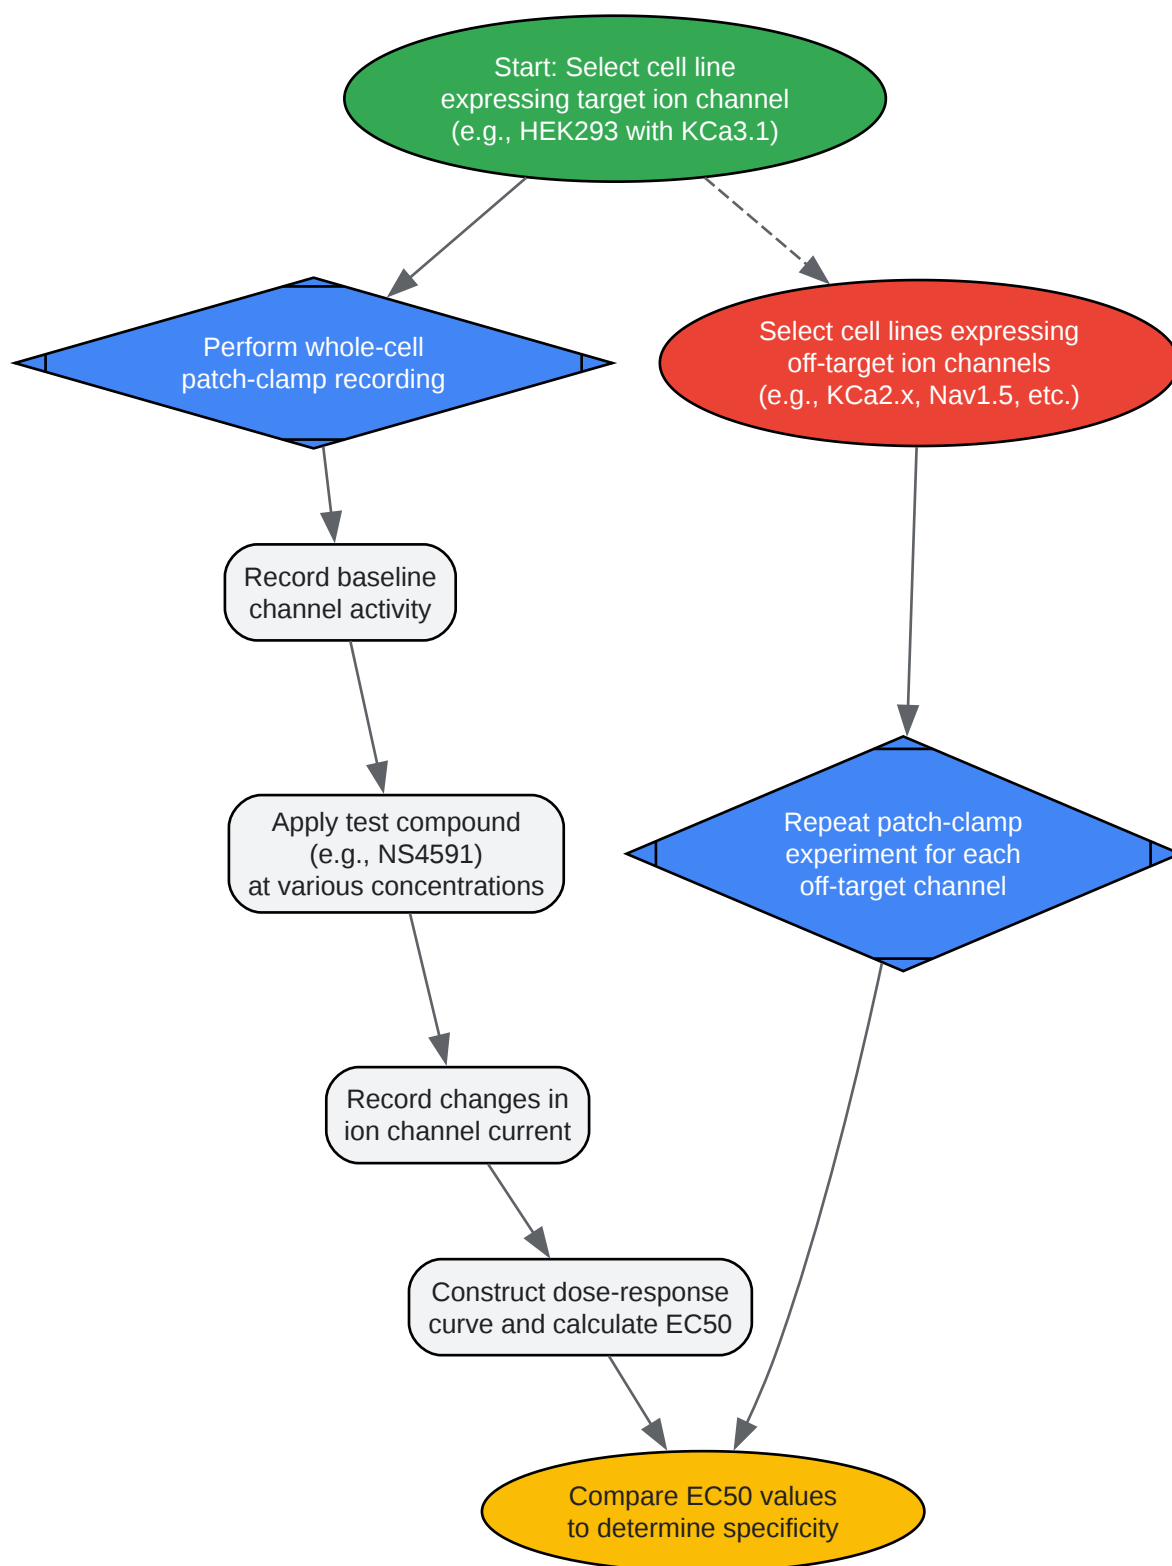 Start: Select cell line
expressing target ion channel
(e.g., HEK293 with KCa3.1)
Perform whole-cell
patch-clamp recording
Select cell lines expressing
off-target ion channels
(e.g., KCa2.x, Nav1.5, etc.)
Record baseline
channel activity
Apply test compound
(e.g., NS4591)
at various concentrations
Repeat patch-clamp
experiment for each
off-target channel
Record changes in
ion channel current
Construct dose-response
curve and calculate EC50
Compare EC50 values
to determine specificity